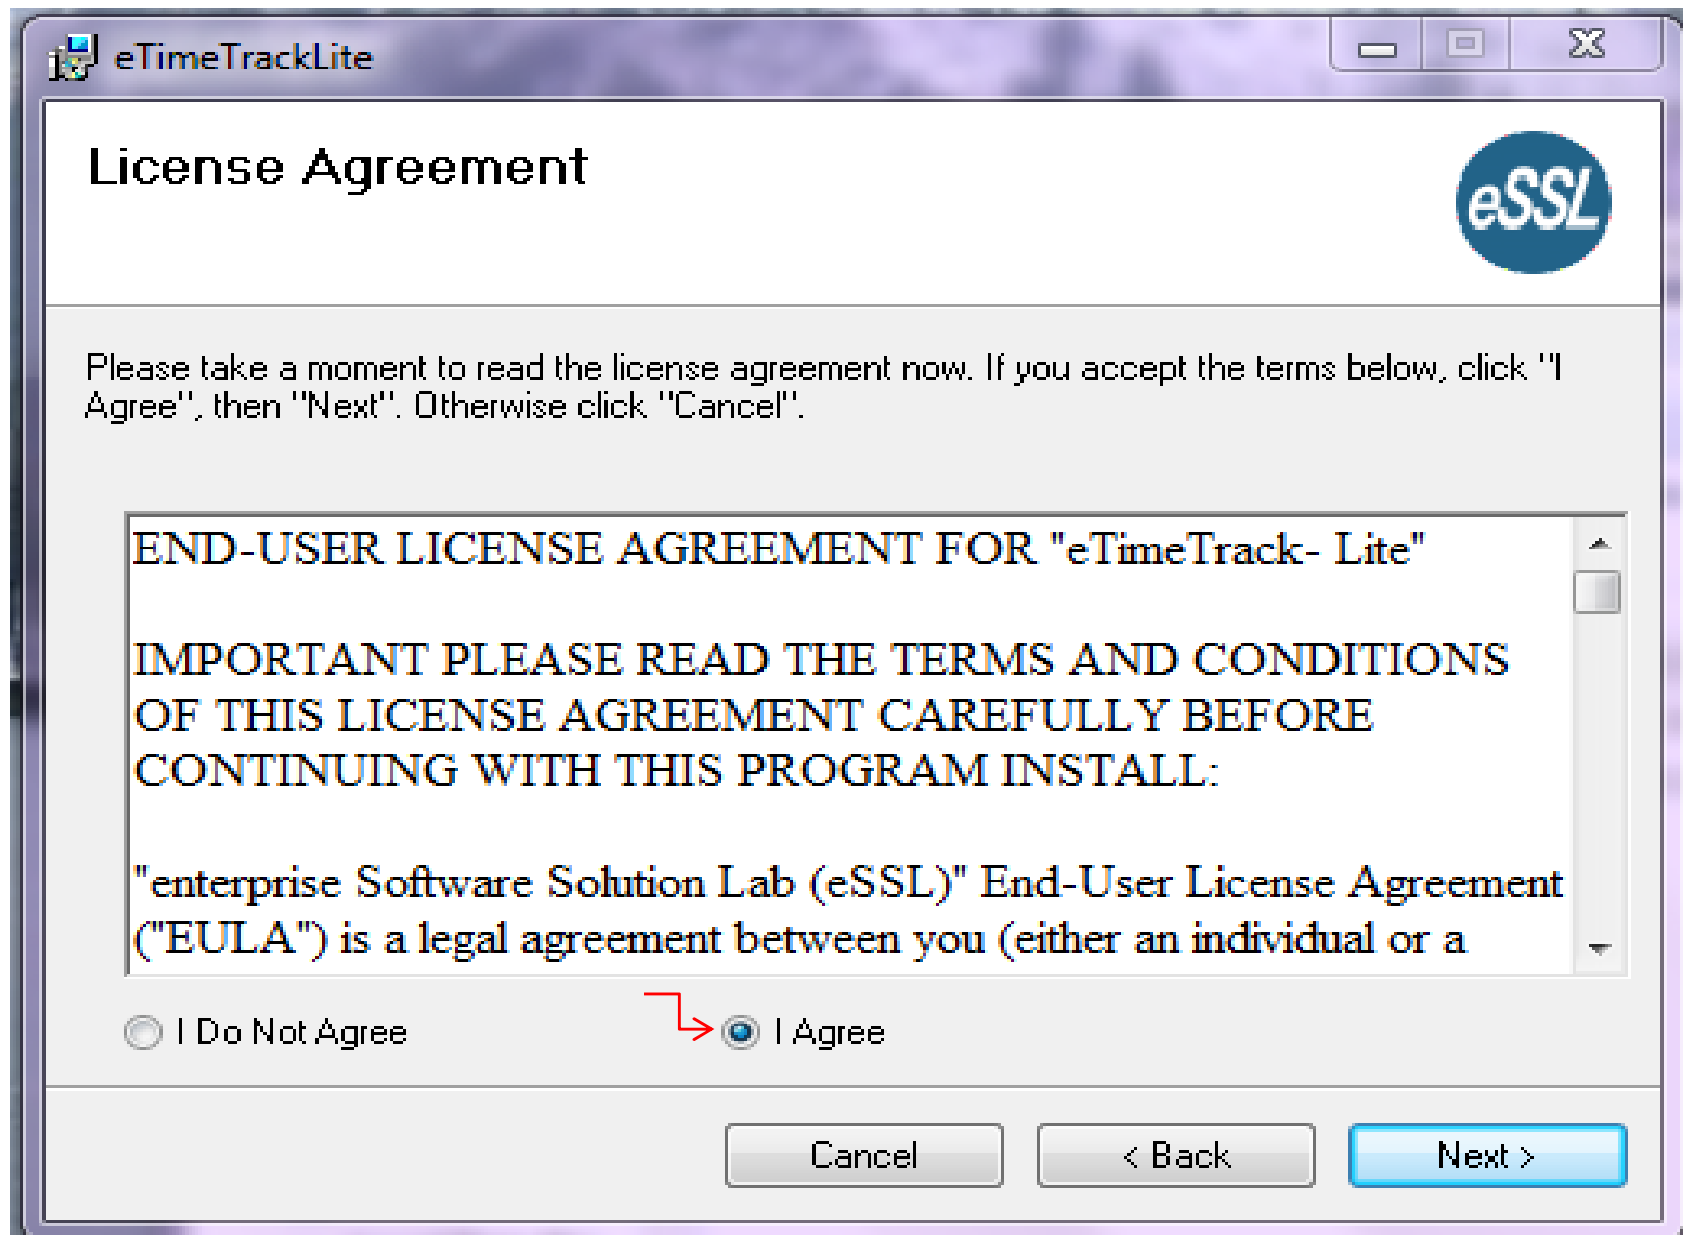 eTimeTrackLite
License Agreement
eSSL
Please take a moment to read the license agreement now. If you accept the terms below, click "I
Agree", then "Next". Otherwise click "Cancel".
END-USER LICENSE AGREEMENT FOR "eTimeTrack- Lite"
IMPORTANT PLEASE READ THE TERMS AND CONDITIONS
OF THIS LICENSE AGREEMENT CAREFULLY BEFORE
CONTINUING WITH THIS PROGRAM INSTALL:
"enterprise Software Solution Lab (eSSL)" End-User License Agreement
("EULA") is a legal agreement between you (either an individual or a
I Do Not Agree
I Agree
Cancel
< Back
Next >